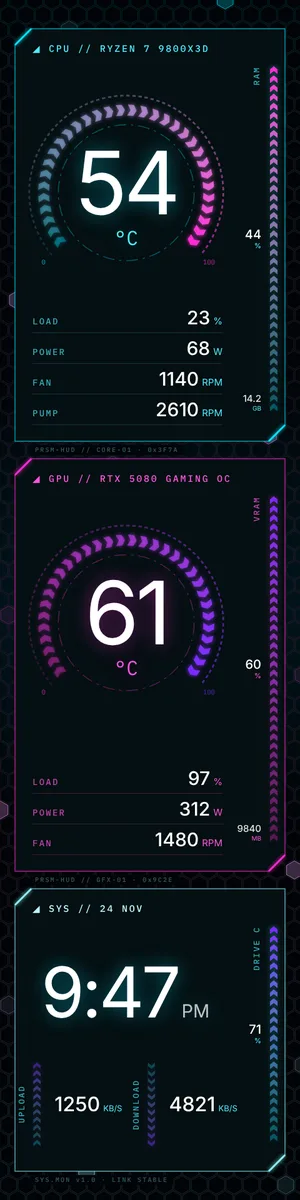 CPU // RYZEN 7 9800X3D
RAM
54
°C
0
100
44
%
LOAD 23 %
POWER 68 W
FAN 1140 RPM
PUMP 2610 RPM
14.2
GB
PRSM-HUD // CORE-01 · 0x3F7A
GPU // RTX 5080 GAMING OC
VRAM
61
°C
0
100
60
%
LOAD 97 %
POWER 312 W
FAN 1480 RPM
9840
MB
PRSM-HUD // GFX-01 · 0x9C2E
SYS // 24 NOV
DRIVE C
9:47 PM
71
%
UPLOAD
1250 KB/S
DOWNLOAD
4821 KB/S
SYS.MON v1.0 · LINK STABLE